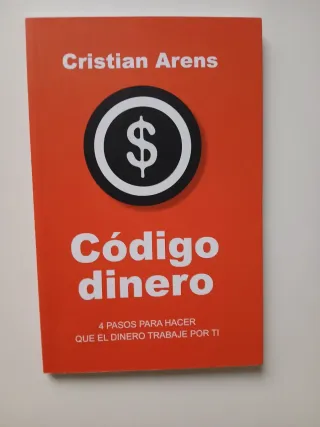 Cristian Arens
$
Código
dinero
4 PASOS PARA HACER
QUE EL DINERO TRABAJE POR TI